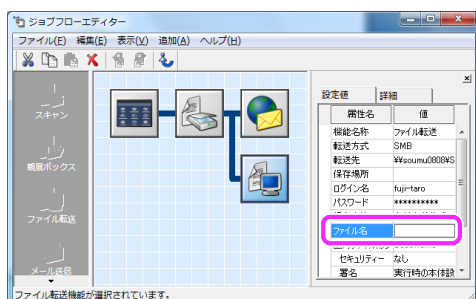 ジョブフローエディター
ファイル(F) 編集(E) 表示(V) 追加(A) ヘルプ(H)
スキャン
親展ボックス
ファイル転送
メール送信
設定値 詳細
属性名 値
機能名称 ファイル転送
転送方式 SMB
転送先 ¥¥soumu0808¥S
保存場所
ログイン名 fuji-taro
パスワード **********
ファイル名
セキュリティー なし
署名 実行時の本体設
ファイル転送機能が選択されています。